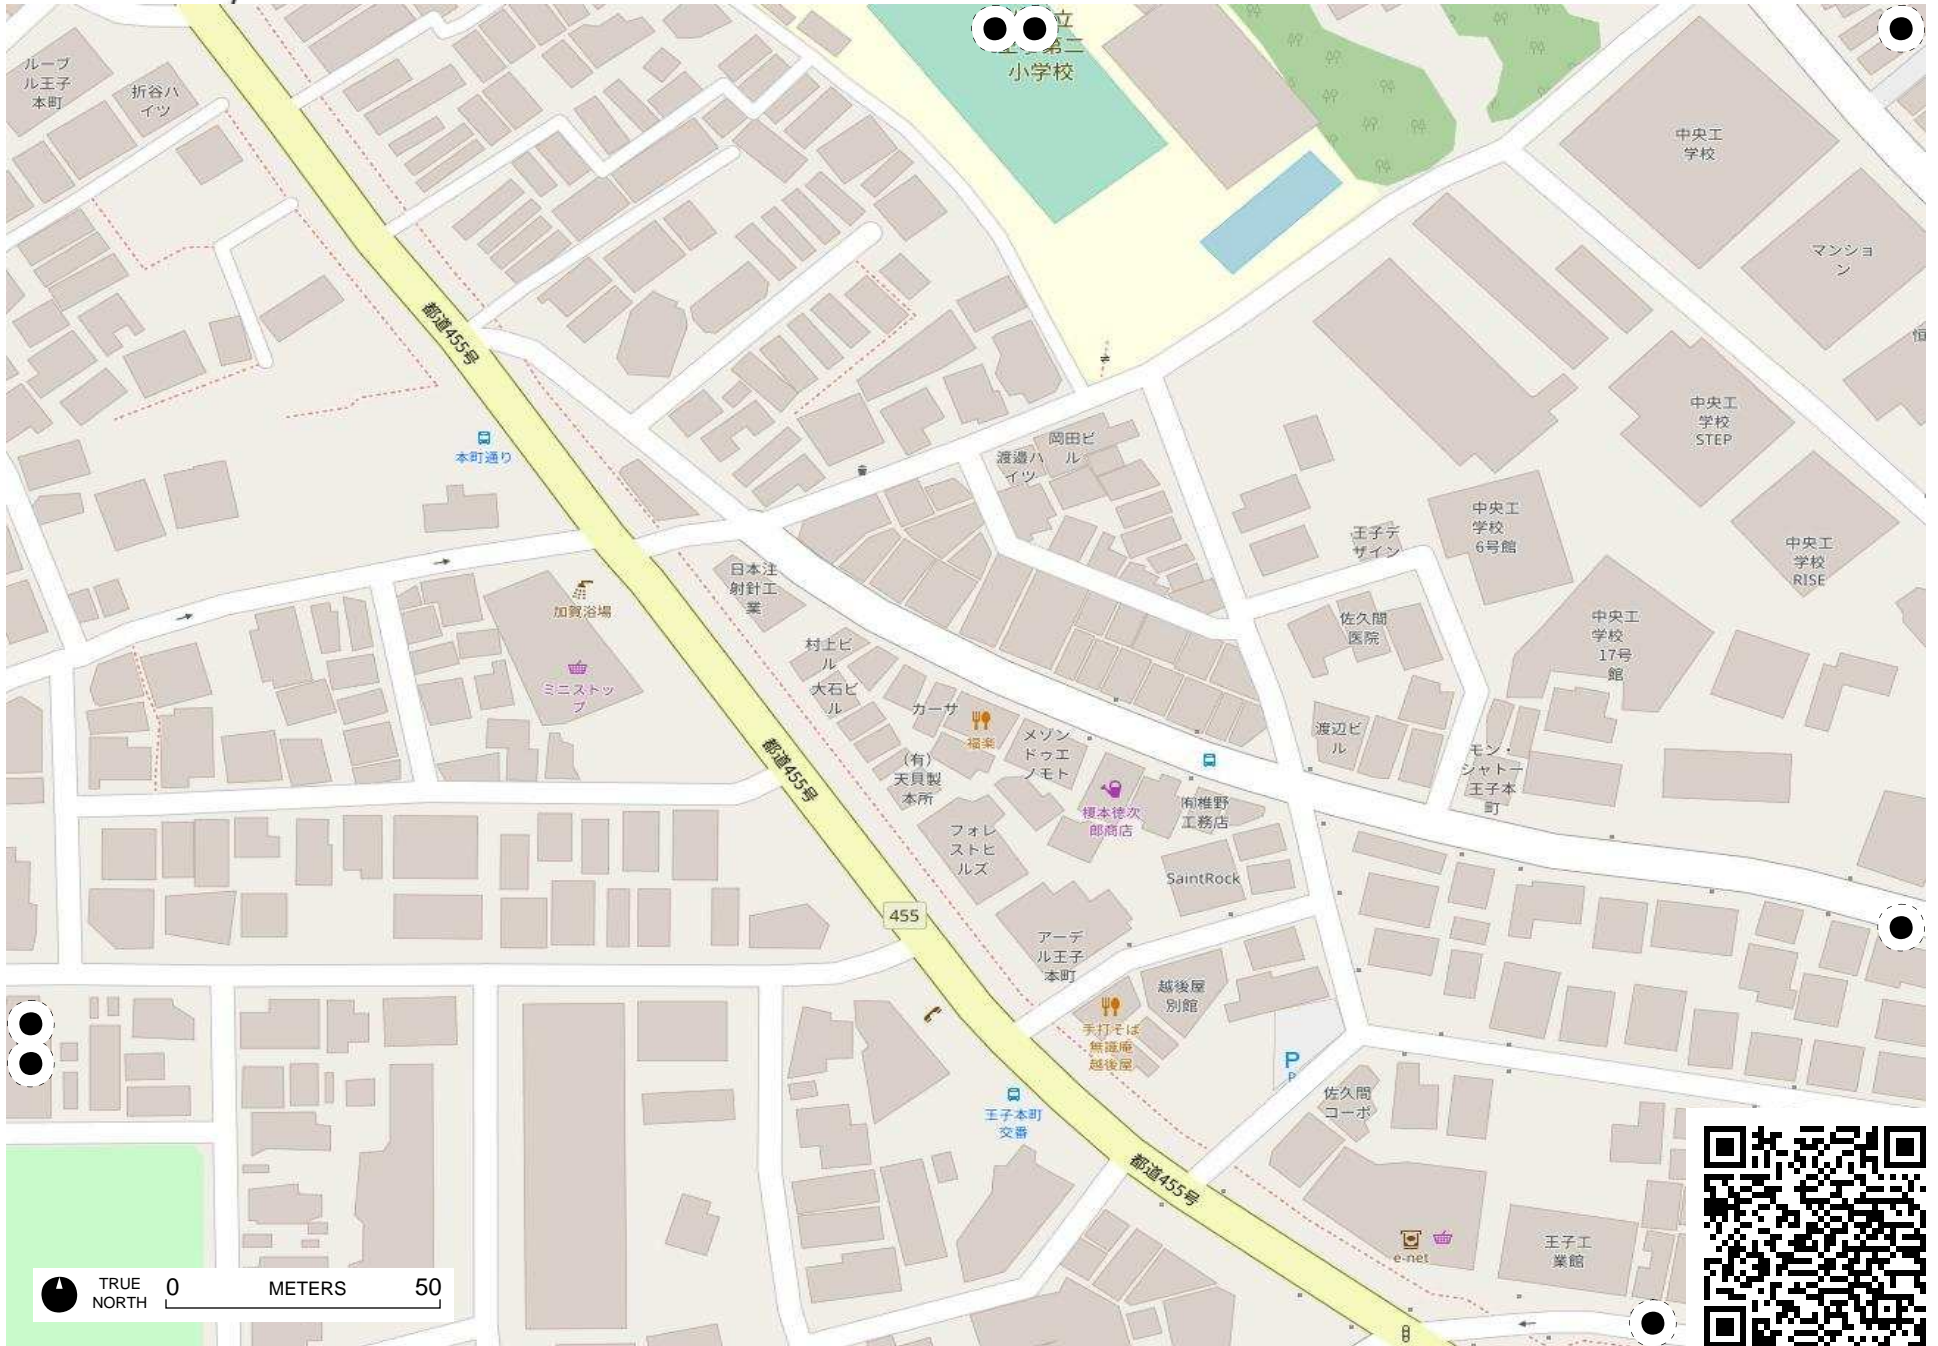 小学校
ルーブ
ル王子
本町
折谷ハ
イツ
中央工
学校
マンショ
ン
恒
都道455号
中央工
学校
STEP
本町通り
岡田ビ
ル
渡邉ハ
イツ
中央工
学校
6号館
王子デ
ザイン
中央工
学校
RISE
日本注
射針工
業
加賀浴場
佐久間
医院
中央工
学校
17号
館
村上ビ
ル
ミニストッ
プ
大石ビ
ル
カーサ
福楽
メゾン
ドゥエ
ノモト
渡辺ビ
ル
モン・
シャトー
王子本
町
都道455号
(有)
天貝製
本所
榎本徳次
郎商店
㈲椎野
工務店
フォレ
ストヒ
ルズ
SaintRock
455
アーデ
ル王子
本町
越後屋
別館
手打そば
無識庵
越後屋
P
P
佐久間
コーポ
王子本町
交番
都道455号
e-net
王子工
業館
TRUE
NORTH
0 METERS 50